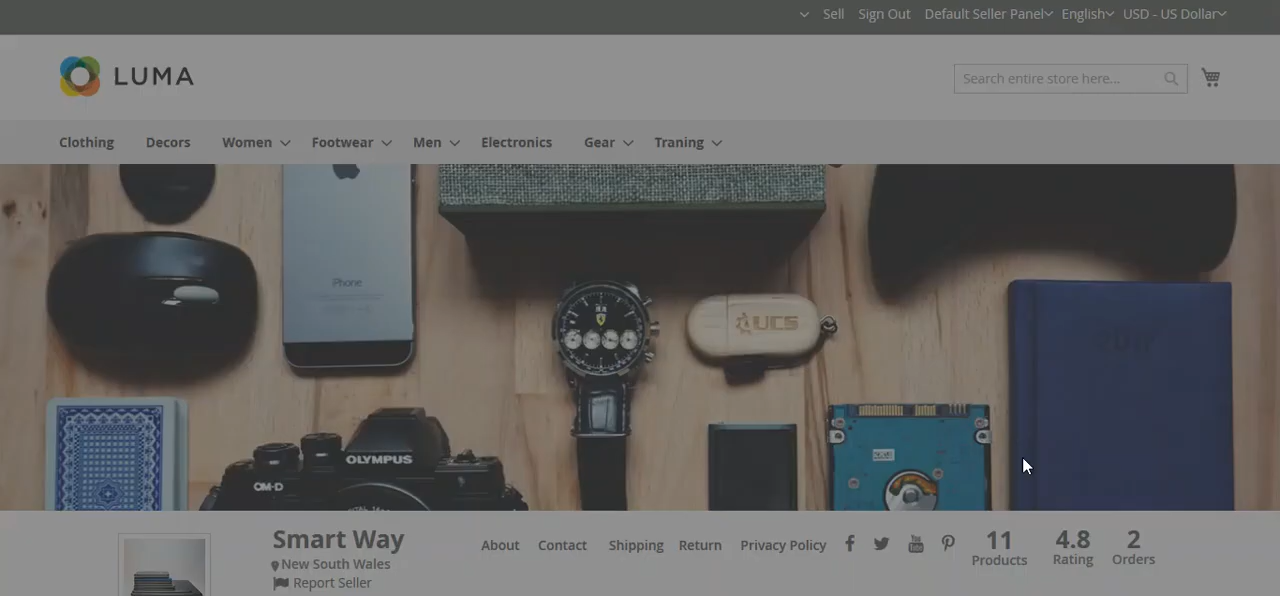 Sell Sign Out Default Seller Panel English USD - US Dollar
LUMA
Search entire store here...
Clothing Decors Women Footwear Men Electronics Gear Traning
iPhone
UCS
OLYMPUS
OM-D
Smart Way
New South Wales
Report Seller
About Contact Shipping Return Privacy Policy
11
Products
4.8
Rating
2
Orders